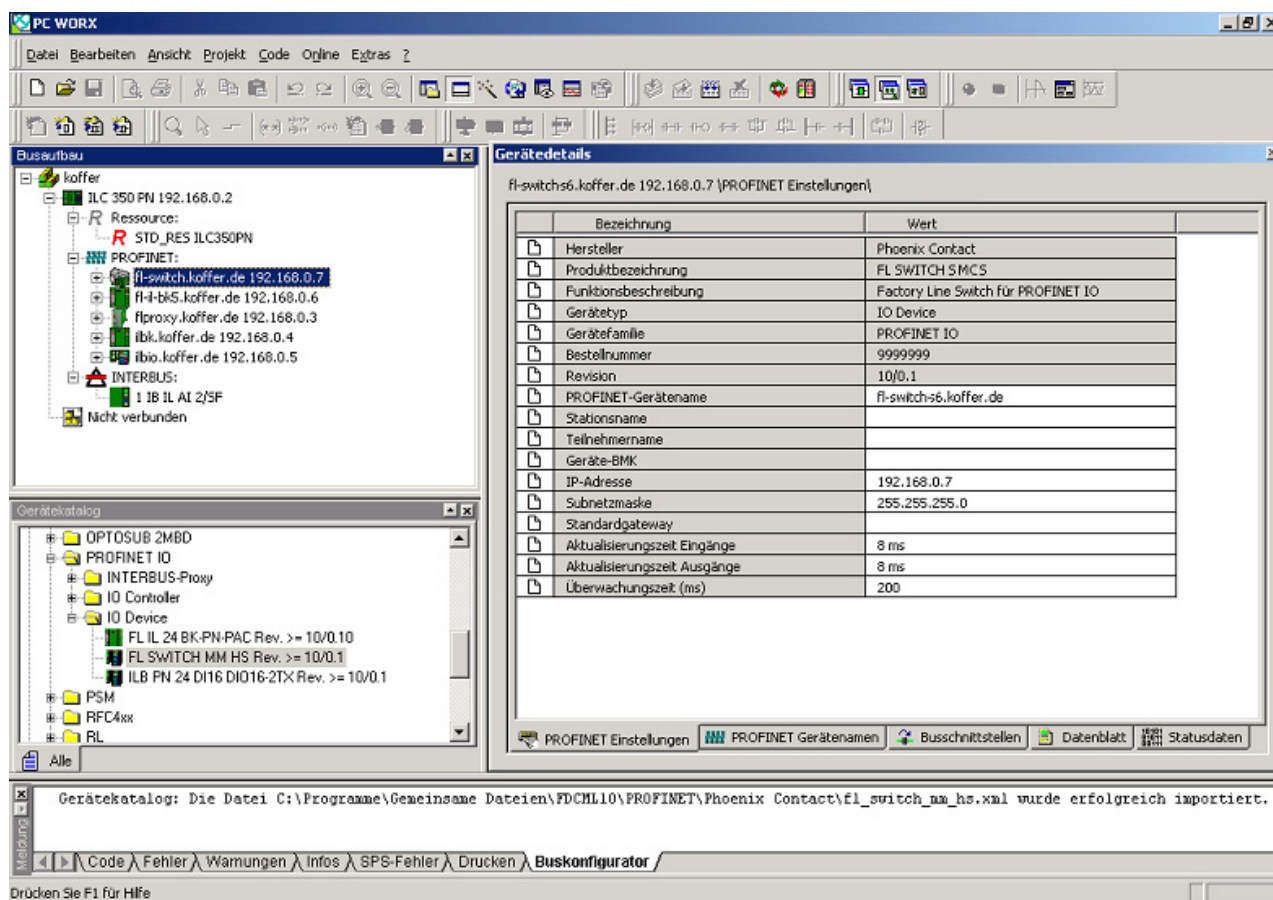 PC WORX
Datei Bearbeiten Ansicht Projekt Code Online Extras ?
Busaufbau
koffer
ILC 350 PN 192.168.0.2
Ressource:
STD_RES ILC350PN
PROFINET:
fl-switch.koffer.de 192.168.0.7
fl-il-bk5.koffer.de 192.168.0.6
flproxy.koffer.de 192.168.0.3
ilbk.koffer.de 192.168.0.4
ilbio.koffer.de 192.168.0.5
INTERBUS:
1 IB IL AI 2/SF
Nicht verbunden
Gerätekatalog
OPTOSUB 2MBD
PROFINET IO
INTERBUS-Proxy
IO Controller
IO Device
FL IL 24 BK-PN-PAC Rev. >= 10/0.10
FL SWITCH MM HS Rev. >= 10/0.1
ILB PN 24 DI16 DIO16-2TX Rev. >= 10/0.1
PSM
RFC4xx
RL
Alle
Gerätedetails
fl-switch-s6.koffer.de 192.168.0.7 \PROFINET Einstellungen\
Bezeichnung Wert
Hersteller Phoenix Contact
Produktbezeichnung FL SWITCH SMCS
Funktionsbeschreibung Factory Line Switch für PROFINET IO
Gerätetyp IO Device
Gerätefamilie PROFINET IO
Bestellnummer 9999999
Revision 10/0.1
PROFINET-Gerätename fl-switch-s6.koffer.de
Stationsname
Teilnehmername
Geräte-BMK
IP-Adresse 192.168.0.7
Subnetzmaske 255.255.255.0
Standardgateway
Aktualisierungszeit Eingänge 8 ms
Aktualisierungszeit Ausgänge 8 ms
Überwachungszeit (ms) 200
PROFINET Einstellungen PROFINET Gerätenamen Busschnittstellen Datenblatt Statusdaten
Meldung
Gerätekatalog: Die Datei C:\Programme\Gemeinsame Dateien\FDCML10\PROFINET\Phoenix Contact\fl_switch_mm_hs.xml wurde erfolgreich importiert.
Code Fehler Warnungen Infos SPS-Fehler Drucken Buskonfigurator
Drücken Sie F1 für Hilfe